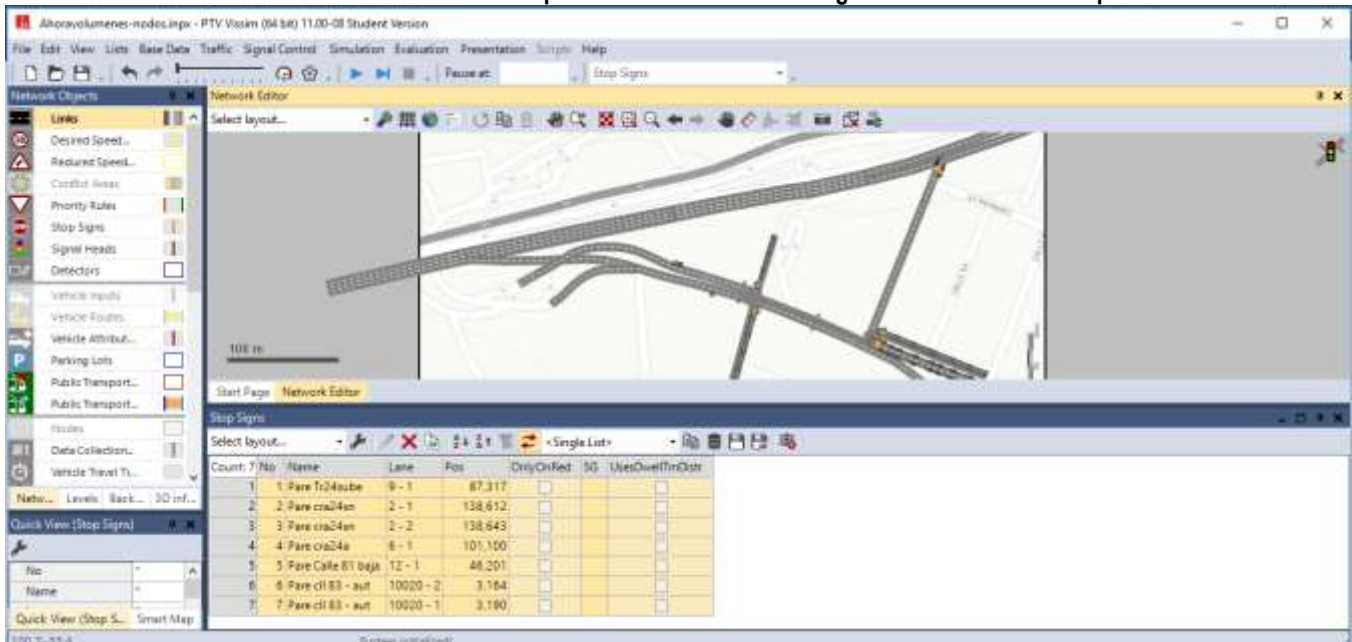 Ahoravolumenes-nodos.inpx - PTV Vissim (64 bit) 11.00-08 Student Version
File Edit View Lists Base Data Traffic Signal Control Simulation Evaluation Presentation Scripts Help
Pause at: Stop Signs
Network Objects
Network Editor
Links
Select layout...
Desired Speed...
Reduced Speed...
Conflict Areas
Priority Rules
Stop Signs
Signal Heads
Detectors
Vehicle Inputs
Vehicle Routes
Vehicle Attribut...
Parking Lots
Public Transport...
Public Transport...
Nodes
Data Collection...
Vehicle Travel Ti...
100 m
Start Page Network Editor
Stop Signs
Select layout... <Single List>
Count: 7 No Name Lane Pos OnlyOnRed SG UsesDwellTmDistr
1 1 Pare Tr24sube 9 - 1 87,317
2 2 Pare cra24sn 2 - 1 138,612
3 3 Pare cra24sn 2 - 2 138,643
4 4 Pare cra24a 6 - 1 101,100
5 5 Pare Calle 81 baja 12 - 1 46,201
6 6 Pare cll 83 - aut 10020 - 2 3,164
7 7 Pare cll 83 - aut 10020 - 1 3,190
Netw... Levels Back... 3D inf...
Quick View (Stop Signs)
No
Name
Quick View (Stop S... Smart Map